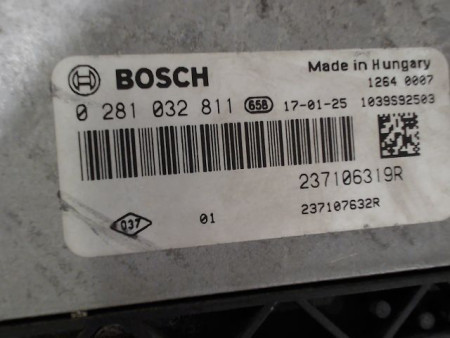 BOSCH
Made in Hungary
1264 0007
0 281 032 811 658 17-01-25 1039S92503
237106319R
037 01 237107632R